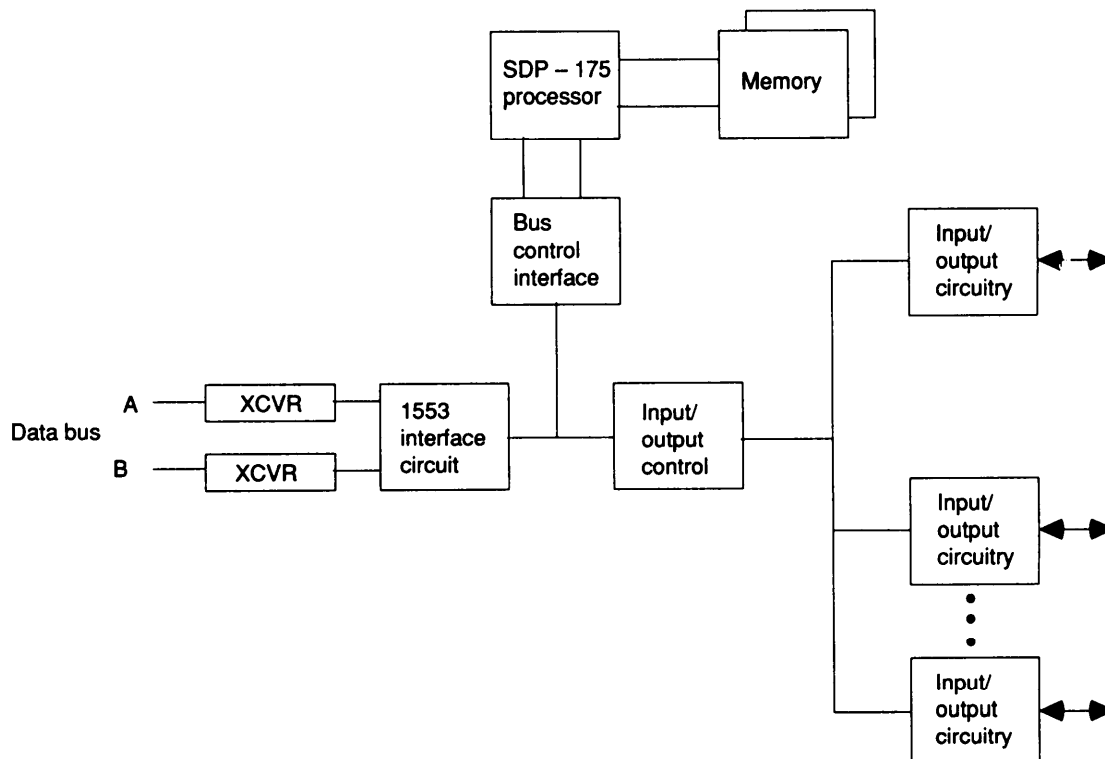 SDP – 175
processor
Memory
Bus
control
interface
Input/
output
circuitry
Data bus
A
XCVR
B
XCVR
1553
interface
circuit
Input/
output
control
Input/
output
circuitry
Input/
output
circuitry